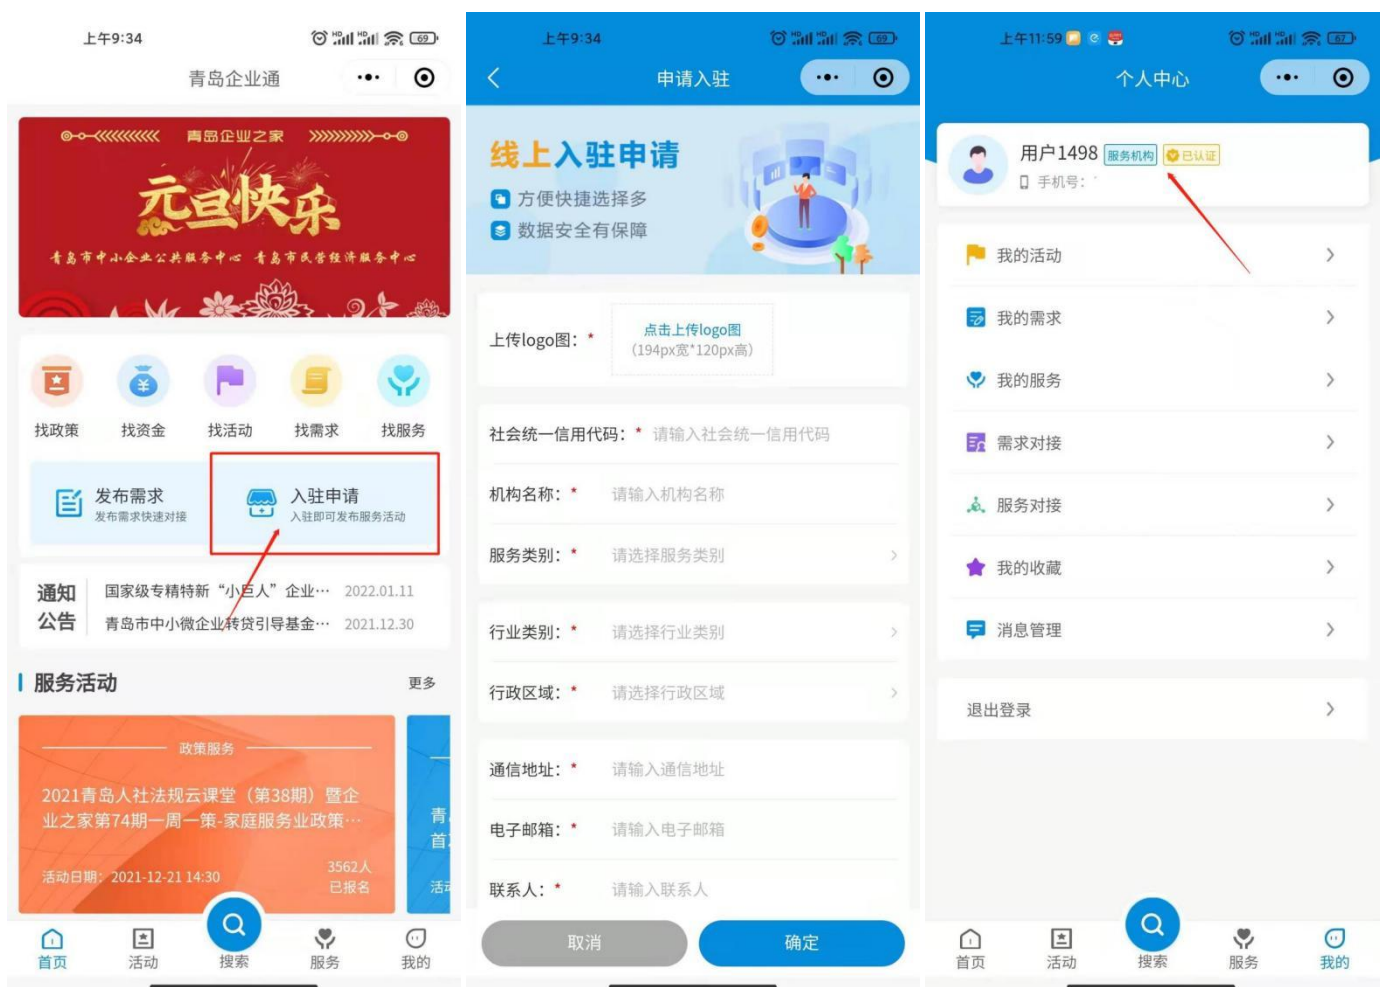 上午9:34
HD HD 69
青岛企业通
青岛企业之家
元旦快乐
青岛市中小企业公共服务中心 青岛市民营经济服务中心
找政策
找资金
找活动
找需求
找服务
发布需求
发布需求快速对接
入驻申请
入驻即可发布服务活动
通知
公告
国家级专精特新“小巨人”企业… 2022.01.11
青岛市中小微企业转贷引导基金… 2021.12.30
服务活动
更多
政策服务
2021青岛人社法规云课堂（第38期）暨企
业之家第74期一周一策-家庭服务业政策…
活动日期: 2021-12-21 14:30
3562人
已报名
青
首
活动
首页
活动
搜索
服务
我的
上午9:34
HD HD 69
申请入驻
线上入驻申请
方便快捷选择多
数据安全有保障
上传logo图：*
点击上传logo图
（194px宽*120px高）
社会统一信用代码：* 请输入社会统一信用代码
机构名称：* 请输入机构名称
服务类别：* 请选择服务类别
行业类别：* 请选择行业类别
行政区域：* 请选择行政区域
通信地址：* 请输入通信地址
电子邮箱：* 请输入电子邮箱
联系人：* 请输入联系人
取消
确定
上午11:59
HD HD 67
个人中心
用户1498 服务机构 已认证
手机号：
我的活动
我的需求
我的服务
需求对接
服务对接
我的收藏
消息管理
退出登录
首页
活动
搜索
服务
我的